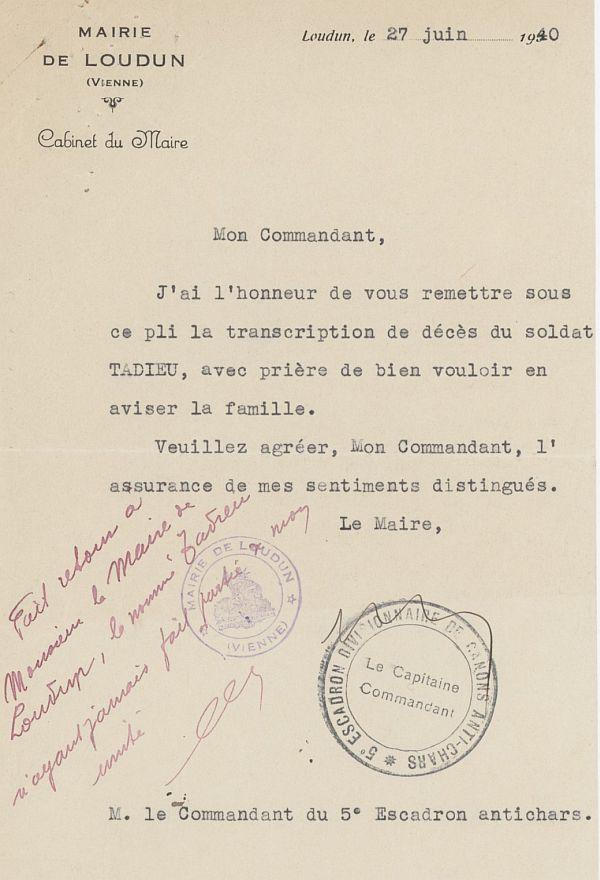 MAIRIE
DE LOUDUN
(VIENNE)
Cabinet du Maire
Loudun, le 27 juin 1940
Mon Commandant,
J'ai l'honneur de vous remettre sous
ce pli la transcription de décès du soldat
TADIEU, avec prière de bien vouloir en
aviser la famille.
Veuillez agréer, Mon Commandant, l'
assurance de mes sentiments distingués.
Le Maire,
Fait retour à
Monsieur le Maire de
Loudun, le nommé Tadieu
n'ayant jamais fait partie de mon
unité
MAIRIE DE LOUDUN
(VIENNE)
5e ESCADRON DIVISIONNAIRE DE CANONS ANTI-CHARS
Le Capitaine
Commandant
M. le Commandant du 5e Escadron antichars.